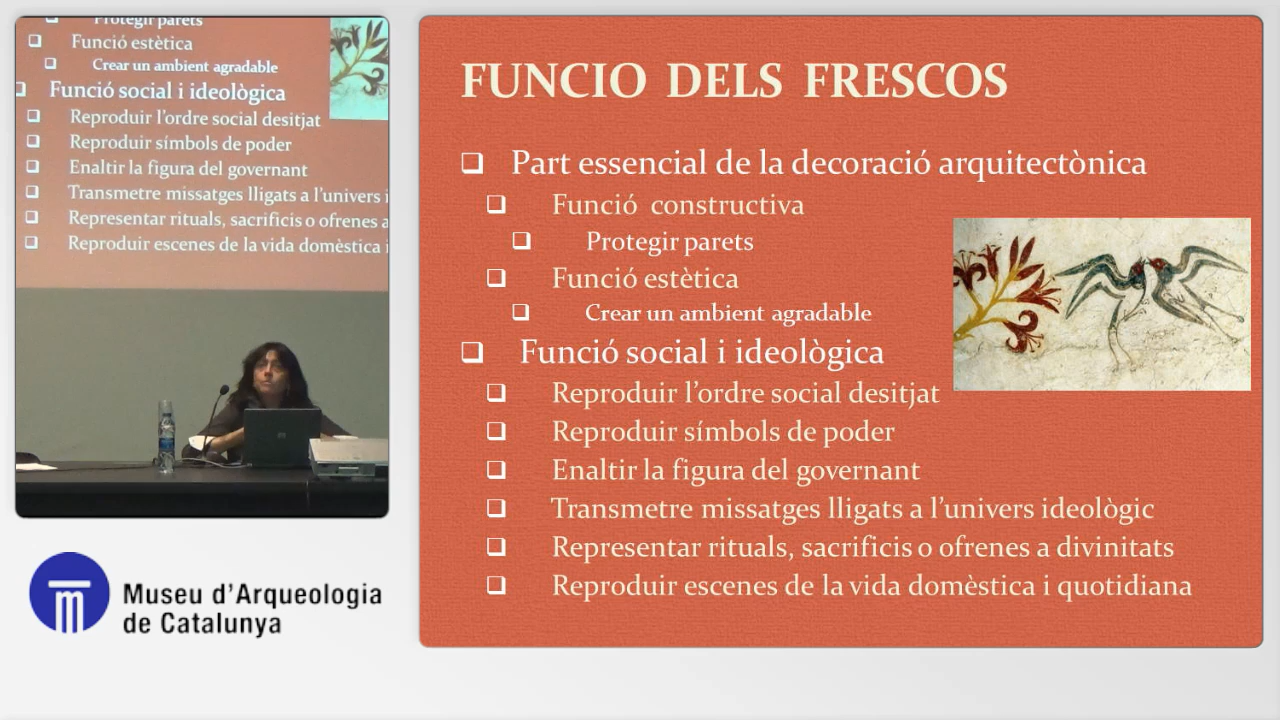 Protegir parets
Funció estètica
Crear un ambient agradable
Funció social i ideològica
Reproduir l'ordre social desitjat
Reproduir símbols de poder
Enaltir la figura del governant
Transmetre missatges lligats a l'univers i
Representar rituals, sacrificis o ofrenes a
Reproduir escenes de la vida domèstica i
Museu d'Arqueologia
de Catalunya
FUNCIO DELS FRESCOS
Part essencial de la decoració arquitectònica
Funció constructiva
Protegir parets
Funció estètica
Crear un ambient agradable
Funció social i ideològica
Reproduir l'ordre social desitjat
Reproduir símbols de poder
Enaltir la figura del governant
Transmetre missatges lligats a l'univers ideològic
Representar rituals, sacrificis o ofrenes a divinitats
Reproduir escenes de la vida domèstica i quotidiana